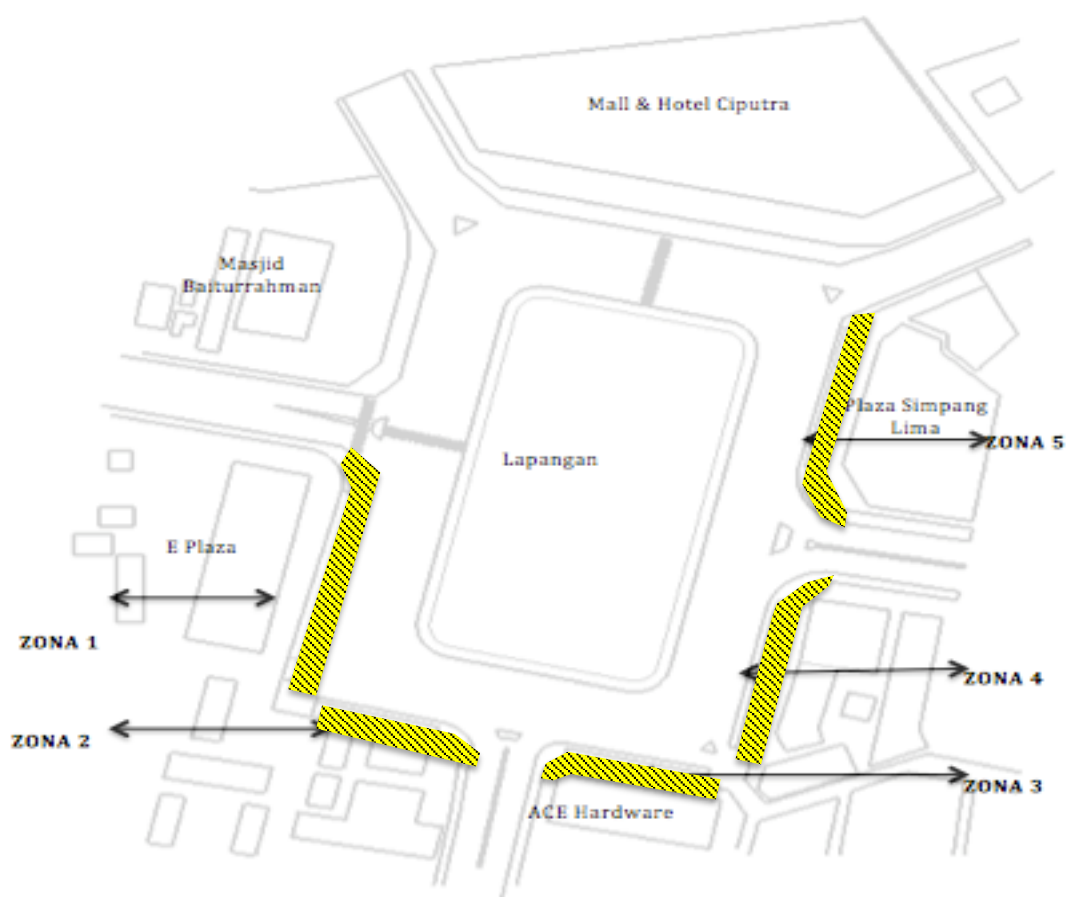 Mall & Hotel Ciputra
Masjid
Baiturrahman
Plaza Simpang
Lima
ZONA 5
Lapangan
E Plaza
ZONA 1
ZONA 4
ZONA 2
ZONA 3
ACE Hardware